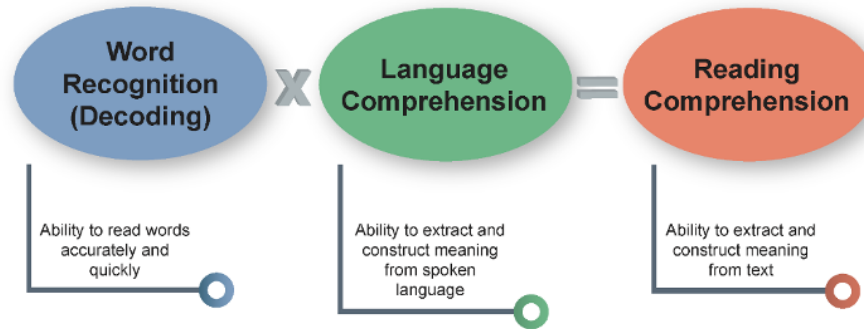 Word
Recognition
(Decoding)
X
Language
Comprehension
=
Reading
Comprehension
Ability to read words
accurately and
quickly
Ability to extract and
construct meaning
from spoken
language
Ability to extract and
construct meaning
from text